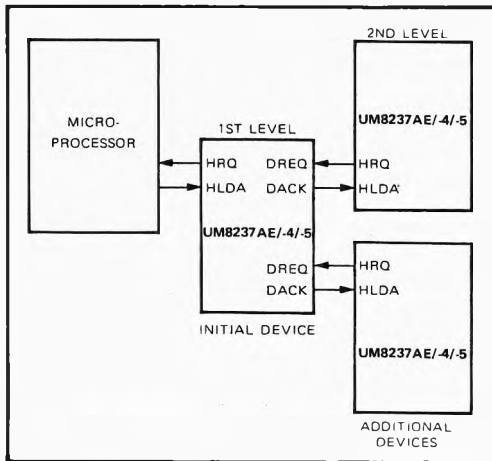 MICRO-
PROCESSOR
1ST LEVEL
HRQ DREQ
HLDA DACK
UM8237AE/-4/-5
DREQ
DACK
INITIAL DEVICE
2ND LEVEL
UM8237AE/-4/-5
HRQ
HLDA
HRQ
HLDA
UM8237AE/-4/-5
ADDITIONAL
DEVICES